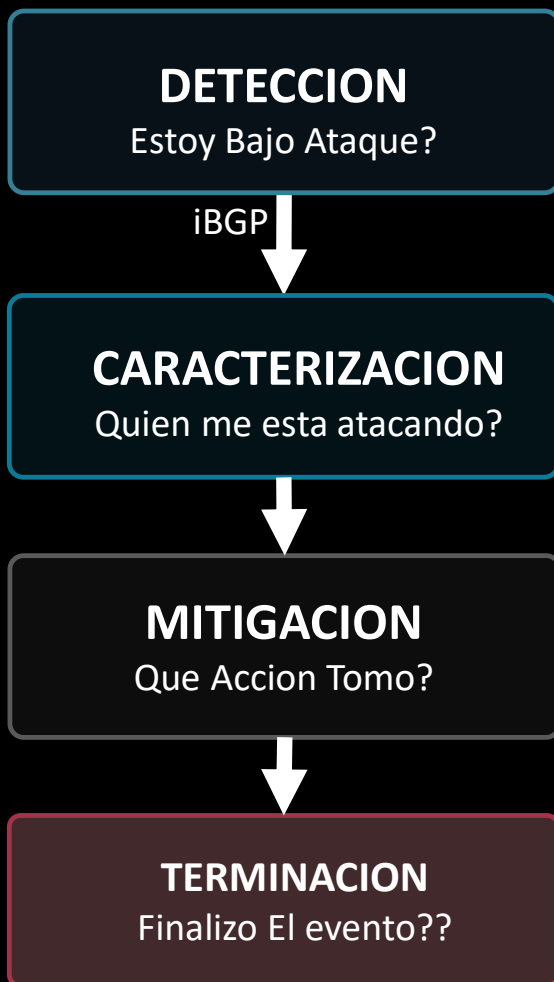 DETECCION
Estoy Bajo Ataque?
iBGP
CARACTERIZACION
Quien me esta atacando?
MITIGACION
Que Accion Tomo?
TERMINACION
Finalizo El evento??